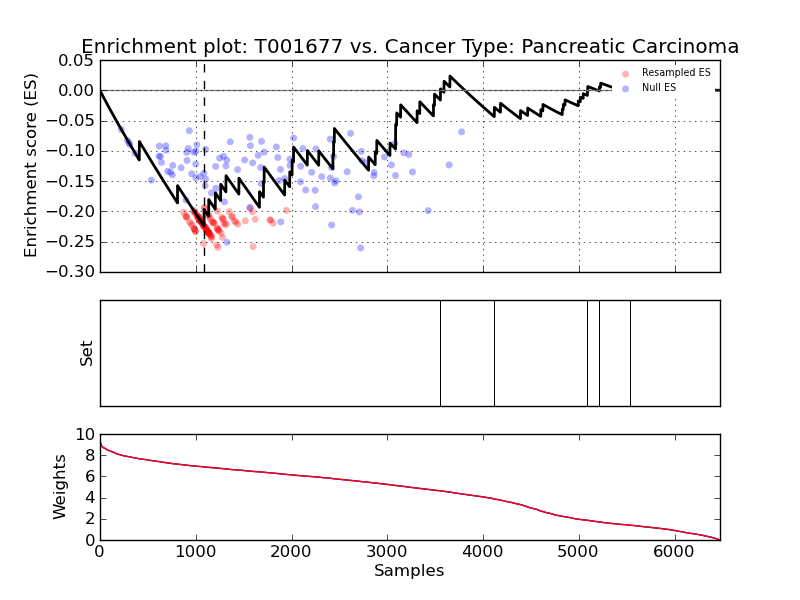 Enrichment plot: T001677 vs. Cancer Type: Pancreatic Carcinoma
Enrichment score (ES)
0.05
0.00
−0.05
−0.10
−0.15
−0.20
−0.25
−0.30
Resampled ES
Null ES
Set
Weights
10
8
6
4
2
0
0 1000 2000 3000 4000 5000 6000
Samples